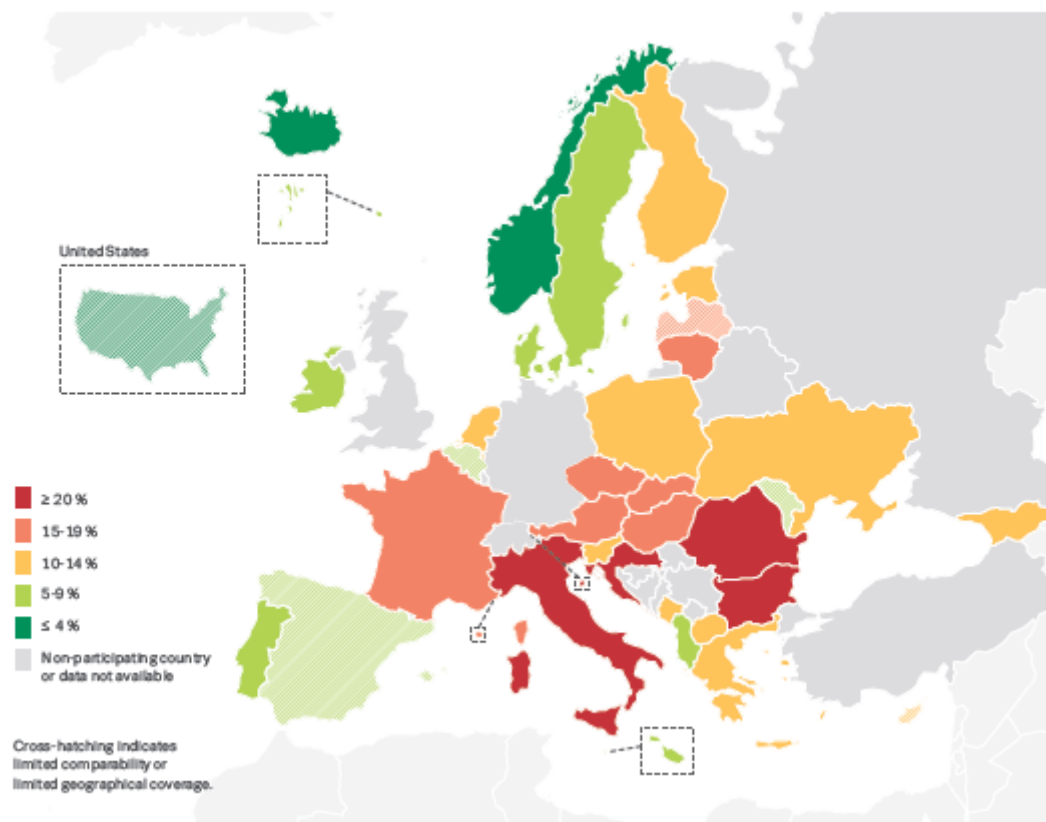 United States
≥ 20 %
15-19 %
10-14 %
5-9 %
≤ 4 %
Non-participating country
or data not available
Cross-hatching indicates
limited comparability or
limited geographical coverage.